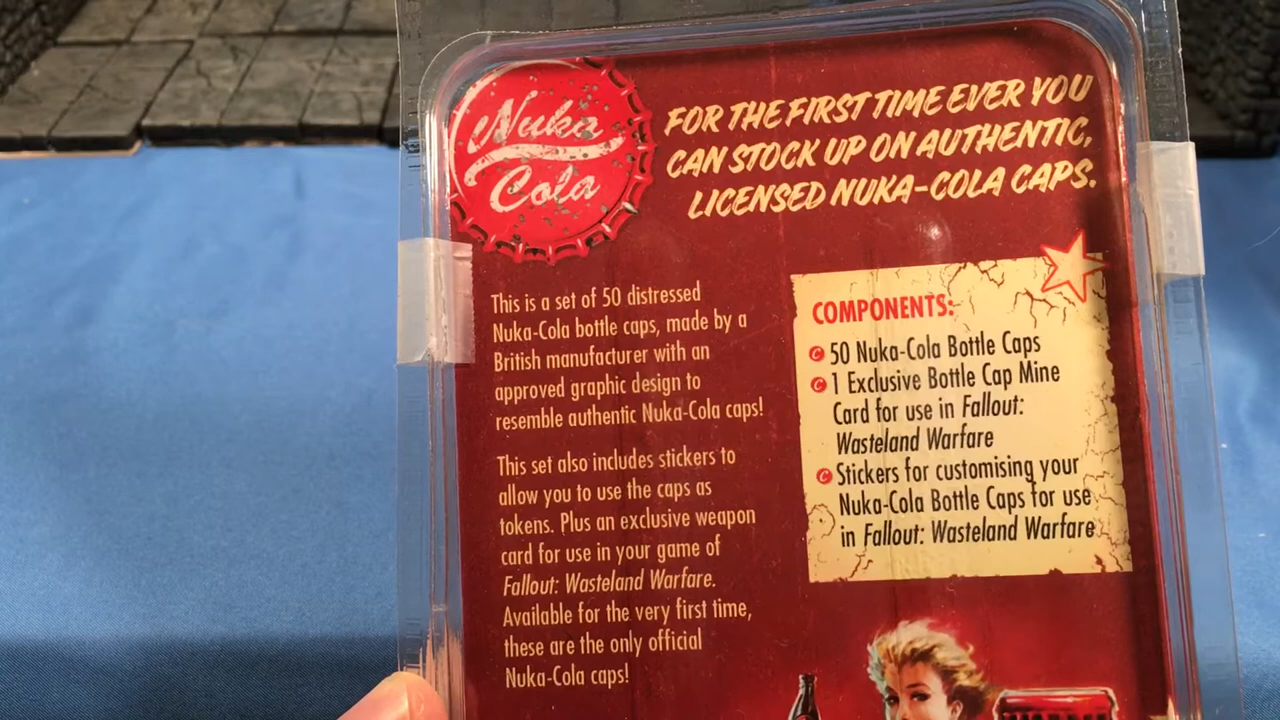 Nuka
Cola
FOR THE FIRST TIME EVER YOU
CAN STOCK UP ON AUTHENTIC,
LICENSED NUKA-COLA CAPS.
This is a set of 50 distressed
Nuka-Cola bottle caps, made by a
British manufacturer with an
approved graphic design to
resemble authentic Nuka-Cola caps!
This set also includes stickers to
allow you to use the caps as
tokens. Plus an exclusive weapon
card for use in your game of
Fallout: Wasteland Warfare.
Available for the very first time,
these are the only official
Nuka-Cola caps!
COMPONENTS:
50 Nuka-Cola Bottle Caps
1 Exclusive Bottle Cap Mine
Card for use in Fallout:
Wasteland Warfare
Stickers for customising your
Nuka-Cola Bottle Caps for use
in Fallout: Wasteland Warfare